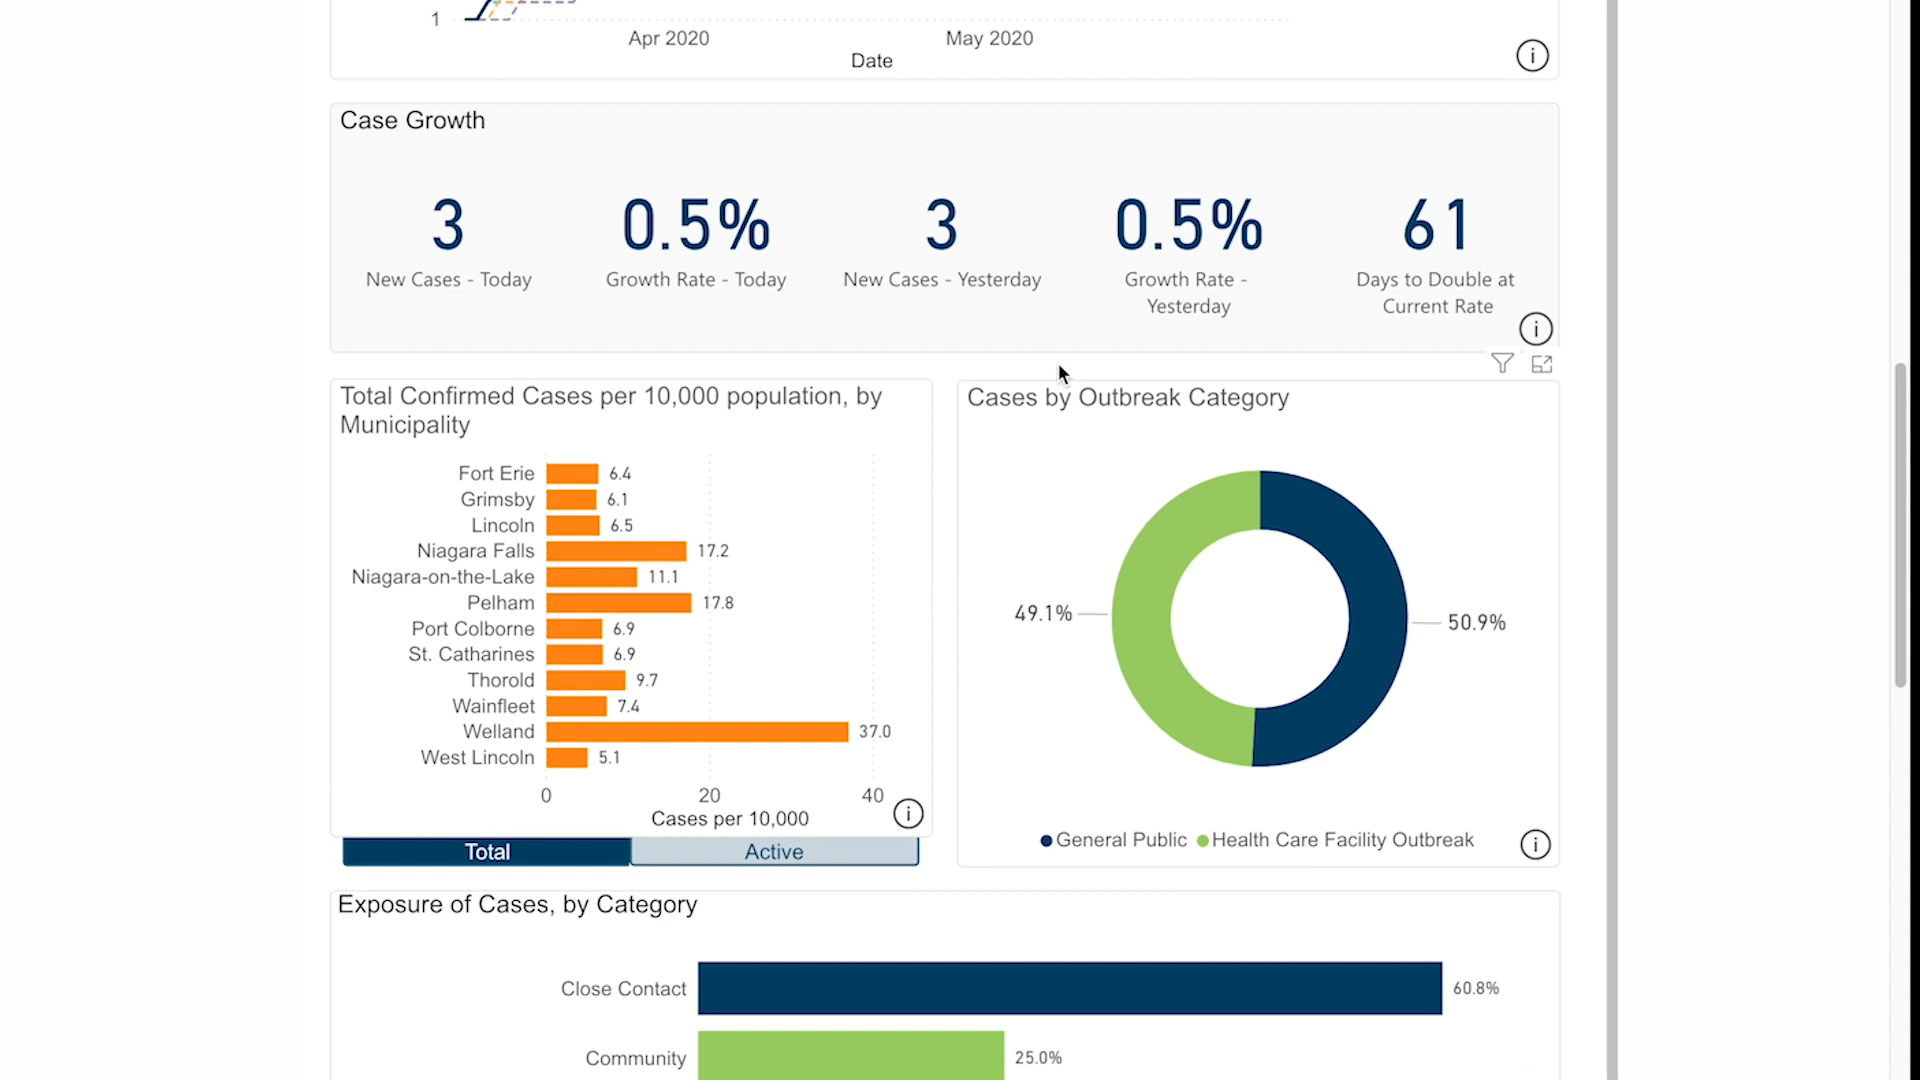 1
Apr 2020
May 2020
Date
i
Case Growth
3
0.5%
3
0.5%
61
New Cases - Today
Growth Rate - Today
New Cases - Yesterday
Growth Rate -
Yesterday
Days to Double at
Current Rate
i
Total Confirmed Cases per 10,000 population, by
Municipality
Fort Erie 6.4
Grimsby 6.1
Lincoln 6.5
Niagara Falls 17.2
Niagara-on-the-Lake 11.1
Pelham 17.8
Port Colborne 6.9
St. Catharines 6.9
Thorold 9.7
Wainfleet 7.4
Welland 37.0
West Lincoln 5.1
0 20 40
Cases per 10,000
i
Total
Active
Cases by Outbreak Category
49.1%
50.9%
General Public Health Care Facility Outbreak
i
Exposure of Cases, by Category
Close Contact 60.8%
Community 25.0%